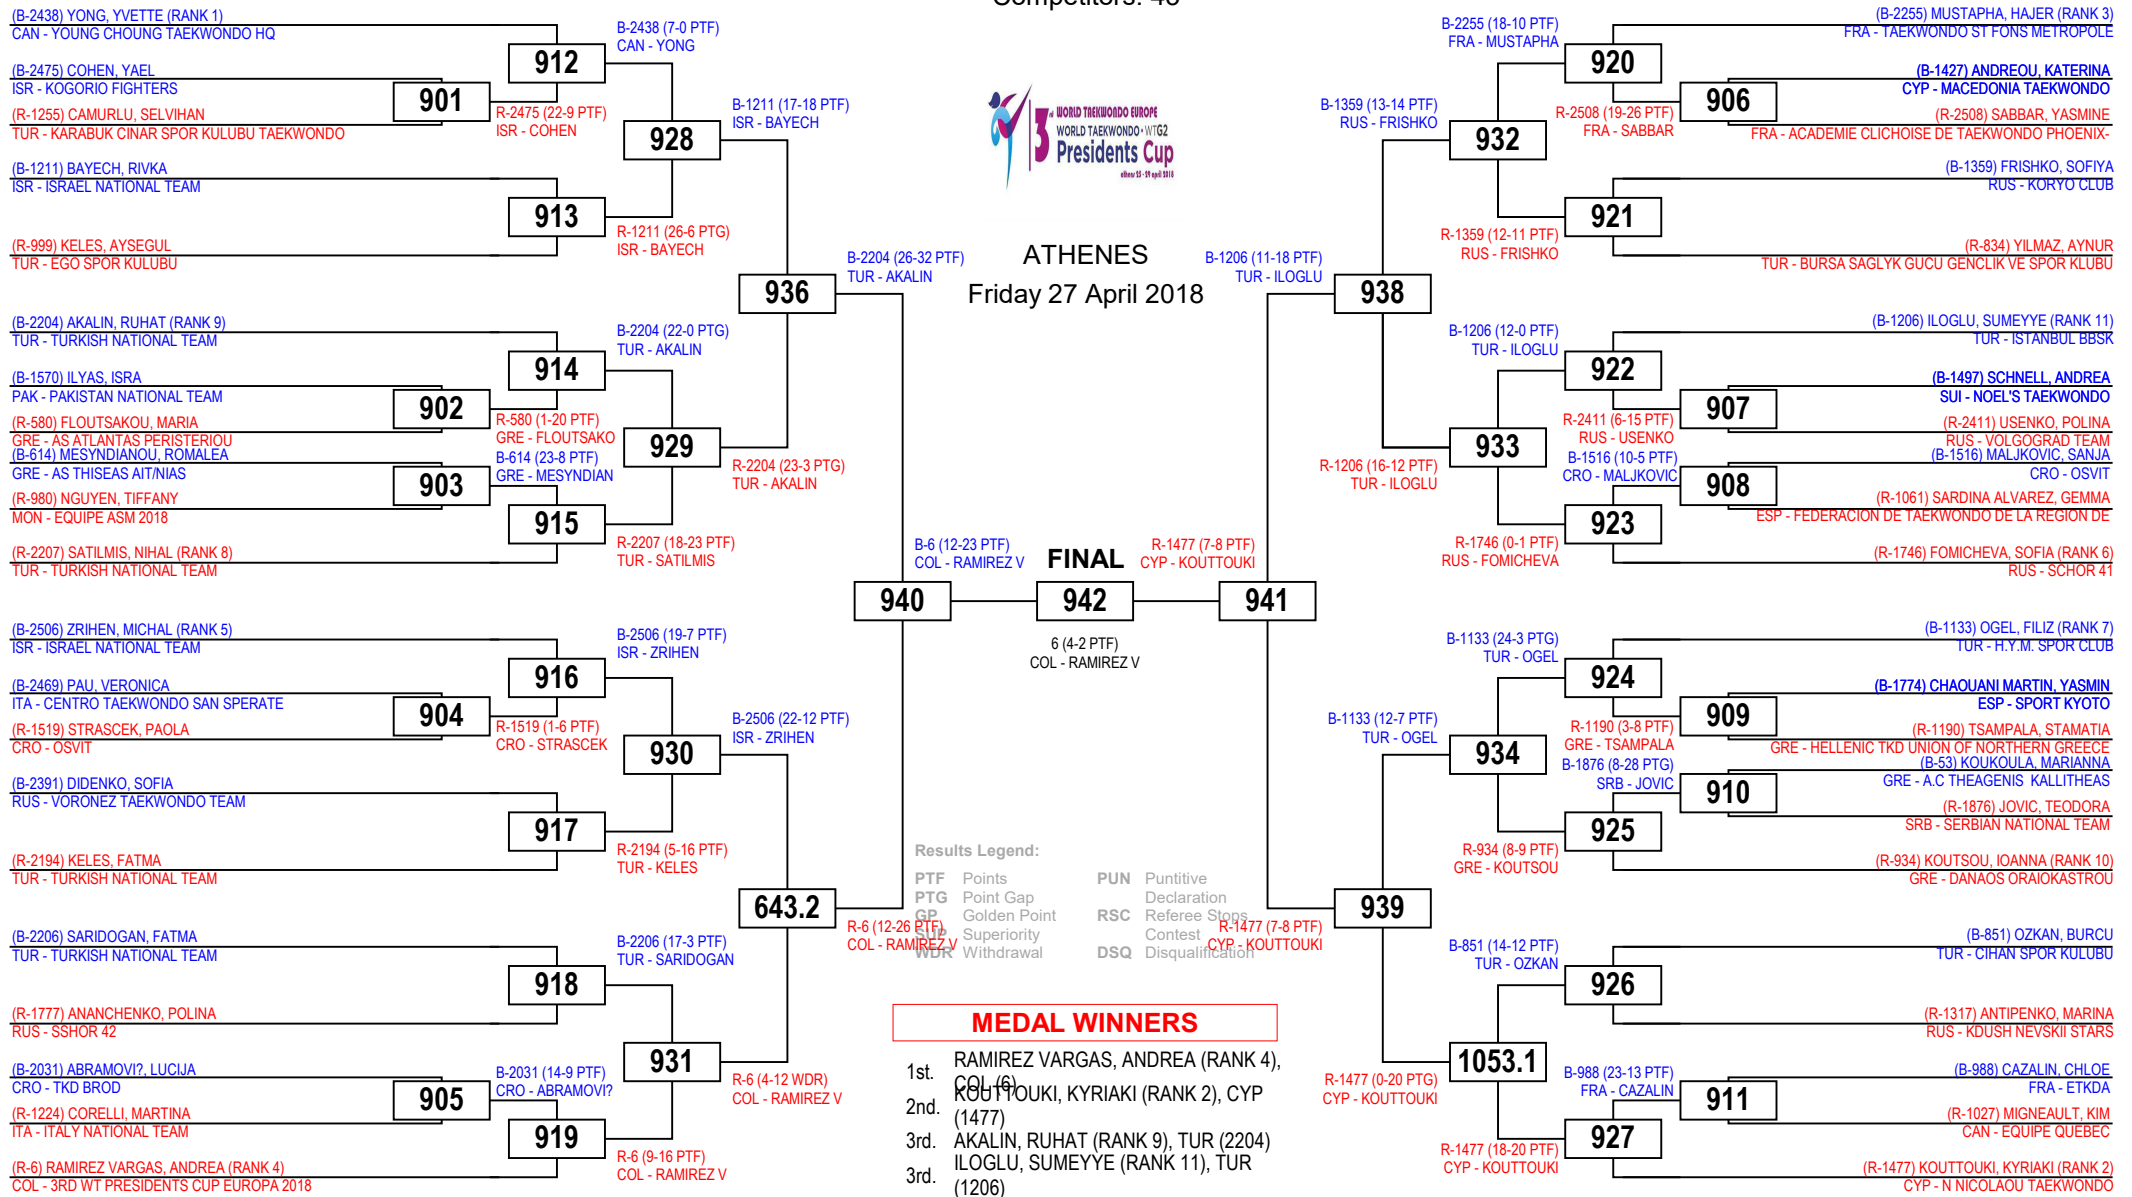 Competitors: 48
(B-2438) YONG, YVETTE (RANK 1)
CAN - YOUNG CHOUNG TAEKWONDO HQ
(B-2475) COHEN, YAEL
ISR - KOGORIO FIGHTERS
(R-1255) CAMURLU, SELVIHAN
TUR - KARABUK CINAR SPOR KULUBU TAEKWONDO
(B-1211) BAYECH, RIVKA
ISR - ISRAEL NATIONAL TEAM
(R-999) KELES, AYSEGUL
TUR - EGO SPOR KULUBU
(B-2204) AKALIN, RUHAT (RANK 9)
TUR - TURKISH NATIONAL TEAM
(B-1570) ILYAS, ISRA
PAK - PAKISTAN NATIONAL TEAM
(R-580) FLOUTSAKOU, MARIA
GRE - AS ATLANTAS PERISTERIOU
(B-614) MESYNDIANOU, ROMALEA
GRE - AS THISEAS AIT/NIAS
(R-980) NGUYEN, TIFFANY
MON - EQUIPE ASM 2018
(R-2207) SATILMIS, NIHAL (RANK 8)
TUR - TURKISH NATIONAL TEAM
(B-2506) ZRIHEN, MICHAL (RANK 5)
ISR - ISRAEL NATIONAL TEAM
(B-2469) PAU, VERONICA
ITA - CENTRO TAEKWONDO SAN SPERATE
(R-1519) STRASCEK, PAOLA
CRO - OSVIT
(B-2391) DIDENKO, SOFIA
RUS - VORONEZ TAEKWONDO TEAM
(R-2194) KELES, FATMA
TUR - TURKISH NATIONAL TEAM
(B-2206) SARIDOGAN, FATMA
TUR - TURKISH NATIONAL TEAM
(R-1777) ANANCHENKO, POLINA
RUS - SSHOR 42
(B-2031) ABRAMOVI?, LUCIJA
CRO - TKD BROD
(R-1224) CORELLI, MARTINA
ITA - ITALY NATIONAL TEAM
(R-6) RAMIREZ VARGAS, ANDREA (RANK 4)
COL - 3RD WT PRESIDENTS CUP EUROPA 2018
901
902
903
904
905
R-2475 (22-9 PTF)
ISR - COHEN
R-580 (1-20 PTF)
GRE - FLOUTSAKO
B-614 (23-8 PTF)
GRE - MESYNDIAN
R-1519 (1-6 PTF)
CRO - STRASCEK
B-2031 (14-9 PTF)
CRO - ABRAMOVI?
912
913
914
915
916
917
918
919
B-2438 (7-0 PTF)
CAN - YONG
R-1211 (26-6 PTG)
ISR - BAYECH
B-2204 (22-0 PTG)
TUR - AKALIN
R-2207 (18-23 PTF)
TUR - SATILMIS
B-2506 (19-7 PTF)
ISR - ZRIHEN
R-2194 (5-16 PTF)
TUR - KELES
B-2206 (17-3 PTF)
TUR - SARIDOGAN
R-6 (9-16 PTF)
COL - RAMIREZ V
928
929
930
931
B-1211 (17-18 PTF)
ISR - BAYECH
R-2204 (23-3 PTG)
TUR - AKALIN
B-2506 (22-12 PTF)
ISR - ZRIHEN
R-6 (4-12 WDR)
COL - RAMIREZ V
936
643.2
B-2204 (26-32 PTF)
TUR - AKALIN
R-6 (12-26 PTF)
COL - RAMIREZ V
940
B-6 (12-23 PTF)
COL - RAMIREZ V
3rd WORLD TAEKWONDO EUROPE
WORLD TAEKWONDO • WTG2
Presidents Cup
athens 25 - 29 april 2018
ATHENES
Friday 27 April 2018
FINAL
942
6 (4-2 PTF)
COL - RAMIREZ V
Results Legend:
PTF Points
PTG Point Gap
GP Golden Point
SUP Superiority
WDR Withdrawal
PUN Puntitive
Declaration
RSC Referee Stops
Contest
DSQ Disqualification
MEDAL WINNERS
1st. RAMIREZ VARGAS, ANDREA (RANK 4),
COL (6)
2nd. KOUTTOUKI, KYRIAKI (RANK 2), CYP
(1477)
3rd. AKALIN, RUHAT (RANK 9), TUR (2204)
3rd. ILOGLU, SUMEYYE (RANK 11), TUR
(1206)
R-1477 (7-8 PTF)
CYP - KOUTTOUKI
941
B-1206 (11-18 PTF)
TUR - ILOGLU
R-1477 (7-8 PTF)
CYP - KOUTTOUKI
938
939
B-1359 (13-14 PTF)
RUS - FRISHKO
R-1206 (16-12 PTF)
TUR - ILOGLU
B-1133 (12-7 PTF)
TUR - OGEL
R-1477 (0-20 PTG)
CYP - KOUTTOUKI
932
933
934
1053.1
B-2255 (18-10 PTF)
FRA - MUSTAPHA
R-1359 (12-11 PTF)
RUS - FRISHKO
B-1206 (12-0 PTF)
TUR - ILOGLU
R-1746 (0-1 PTF)
RUS - FOMICHEVA
B-1133 (24-3 PTG)
TUR - OGEL
R-934 (8-9 PTF)
GRE - KOUTSOU
B-851 (14-12 PTF)
TUR - OZKAN
R-1477 (18-20 PTF)
CYP - KOUTTOUKI
920
921
922
923
924
925
926
927
R-2508 (19-26 PTF)
FRA - SABBAR
R-2411 (6-15 PTF)
RUS - USENKO
B-1516 (10-5 PTF)
CRO - MALJKOVIC
R-1190 (3-8 PTF)
GRE - TSAMPALA
B-1876 (8-28 PTG)
SRB - JOVIC
B-988 (23-13 PTF)
FRA - CAZALIN
906
907
908
909
910
911
(B-2255) MUSTAPHA, HAJER (RANK 3)
FRA - TAEKWONDO ST FONS METROPOLE
(B-1427) ANDREOU, KATERINA
CYP - MACEDONIA TAEKWONDO
(R-2508) SABBAR, YASMINE
FRA - ACADEMIE CLICHOISE DE TAEKWONDO PHOENIX-
(B-1359) FRISHKO, SOFIYA
RUS - KORYO CLUB
(R-834) YILMAZ, AYNUR
TUR - BURSA SAGLYK GUCU GENCLIK VE SPOR KLUBU
(B-1206) ILOGLU, SUMEYYE (RANK 11)
TUR - ISTANBUL BBSK
(B-1497) SCHNELL, ANDREA
SUI - NOEL'S TAEKWONDO
(R-2411) USENKO, POLINA
RUS - VOLGOGRAD TEAM
(B-1516) MALJKOVIC, SANJA
CRO - OSVIT
(R-1061) SARDINA ALVAREZ, GEMMA
ESP - FEDERACION DE TAEKWONDO DE LA REGION DE
(R-1746) FOMICHEVA, SOFIA (RANK 6)
RUS - SCHOR 41
(B-1133) OGEL, FILIZ (RANK 7)
TUR - H.Y.M. SPOR CLUB
(B-1774) CHAOUANI MARTIN, YASMIN
ESP - SPORT KYOTO
(R-1190) TSAMPALA, STAMATIA
GRE - HELLENIC TKD UNION OF NORTHERN GREECE
(B-53) KOUKOULA, MARIANNA
GRE - A.C THEAGENIS KALLITHEAS
(R-1876) JOVIC, TEODORA
SRB - SERBIAN NATIONAL TEAM
(R-934) KOUTSOU, IOANNA (RANK 10)
GRE - DANAOS ORAIOKASTROU
(B-851) OZKAN, BURCU
TUR - CIHAN SPOR KULUBU
(R-1317) ANTIPENKO, MARINA
RUS - KDUSH NEVSKII STARS
(B-988) CAZALIN, CHLOE
FRA - ETKDA
(R-1027) MIGNEAULT, KIM
CAN - EQUIPE QUEBEC
(R-1477) KOUTTOUKI, KYRIAKI (RANK 2)
CYP - N NICOLAOU TAEKWONDO